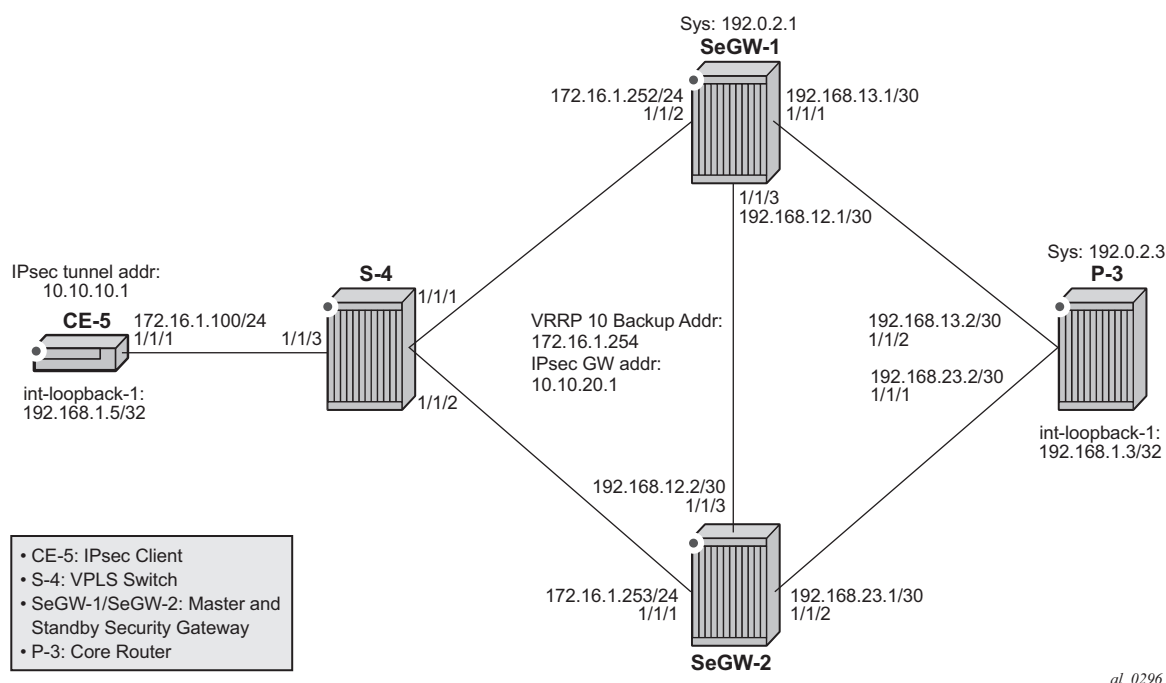 Sys: 192.0.2.1
SeGW-1
172.16.1.252/24
1/1/2
192.168.13.1/30
1/1/1
1/1/3
192.168.12.1/30
IPsec tunnel addr:
10.10.10.1
CE-5
172.16.1.100/24
1/1/1
int-loopback-1:
192.168.1.5/32
S-4
1/1/3
1/1/1
1/1/2
VRRP 10 Backup Addr:
172.16.1.254
IPsec GW addr:
10.10.20.1
Sys: 192.0.2.3
P-3
192.168.13.2/30
1/1/2
192.168.23.2/30
1/1/1
int-loopback-1:
192.168.1.3/32
192.168.12.2/30
1/1/3
172.16.1.253/24
1/1/1
192.168.23.1/30
1/1/2
SeGW-2
• CE-5: IPsec Client
• S-4: VPLS Switch
• SeGW-1/SeGW-2: Master and
Standby Security Gateway
• P-3: Core Router
al_0296